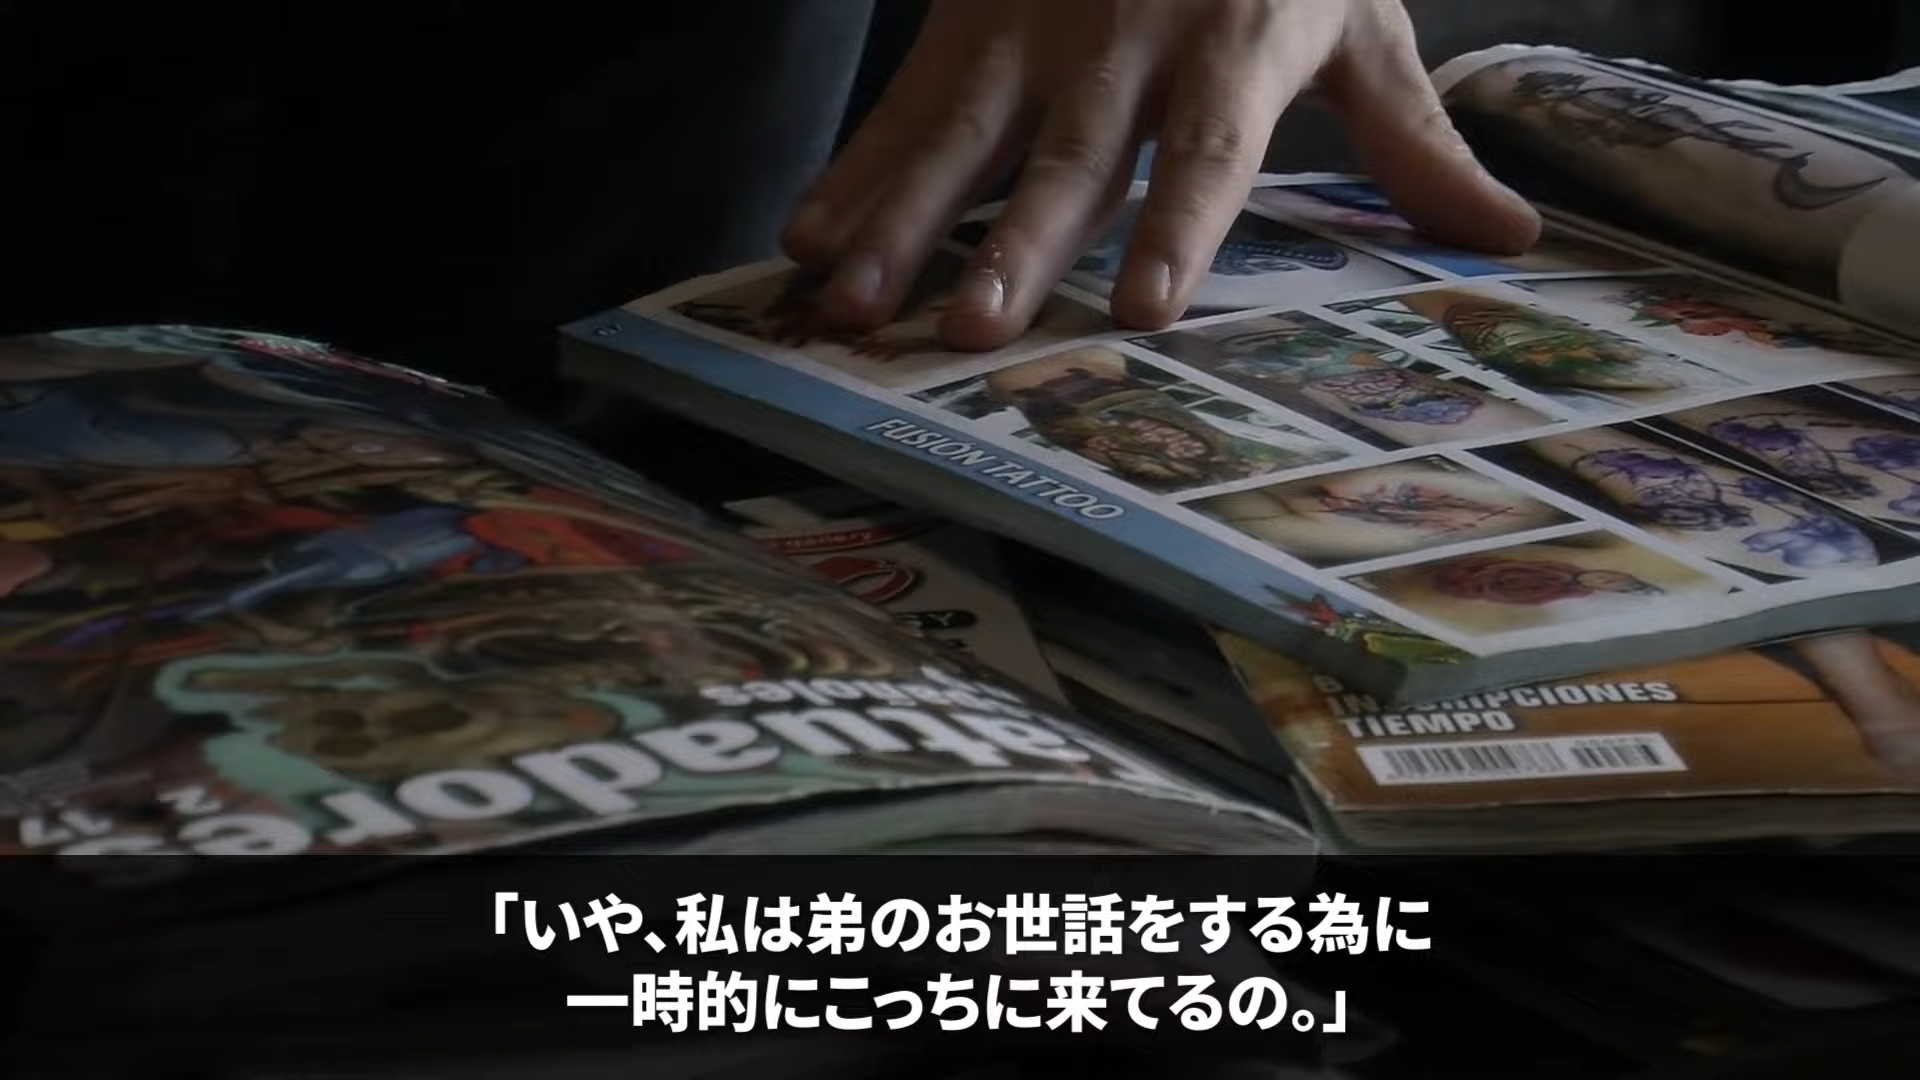 FUSION TATTOO
Tatuadores
INSCRIPCIONES
TIEMPO
「いや、私は弟のお世話をする為に
一時的にこっちに来てるの。」